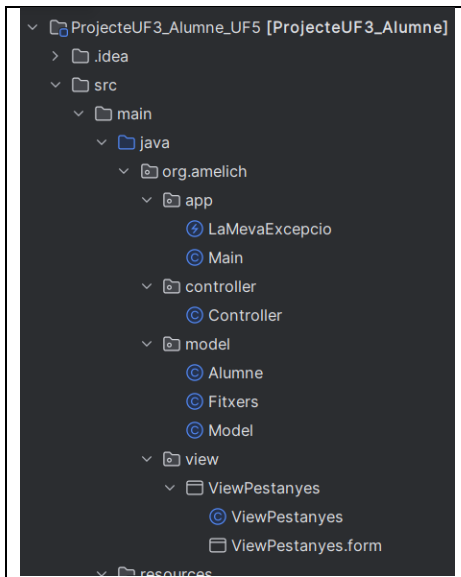 ProjecteUF3_Alumne_UF5 [ProjecteUF3_Alumne]
.idea
src
main
java
org.amelich
app
LaMevaExcepcio
Main
controller
Controller
model
Alumne
Fitxers
Model
view
ViewPestanyes
ViewPestanyes
ViewPestanyes.form
resources